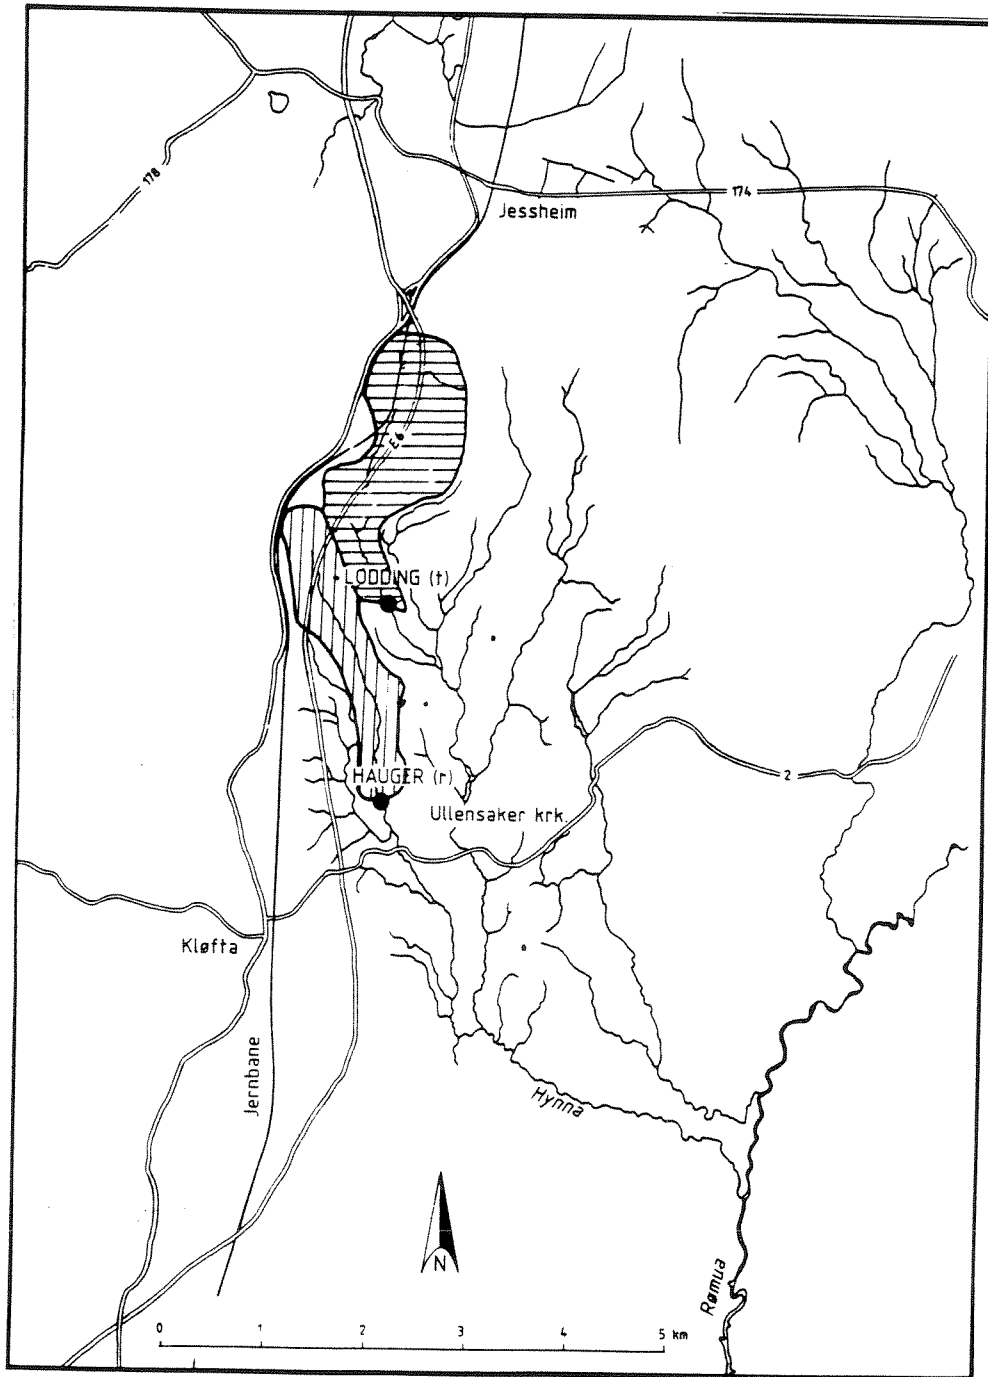 178
174
Jessheim
E6
LODDING (t)
HAUGER (r)
2
Ullensaker krk.
Kløfta
Jernbane
Hynna
N
Rømua
0 1 2 3 4 5 km